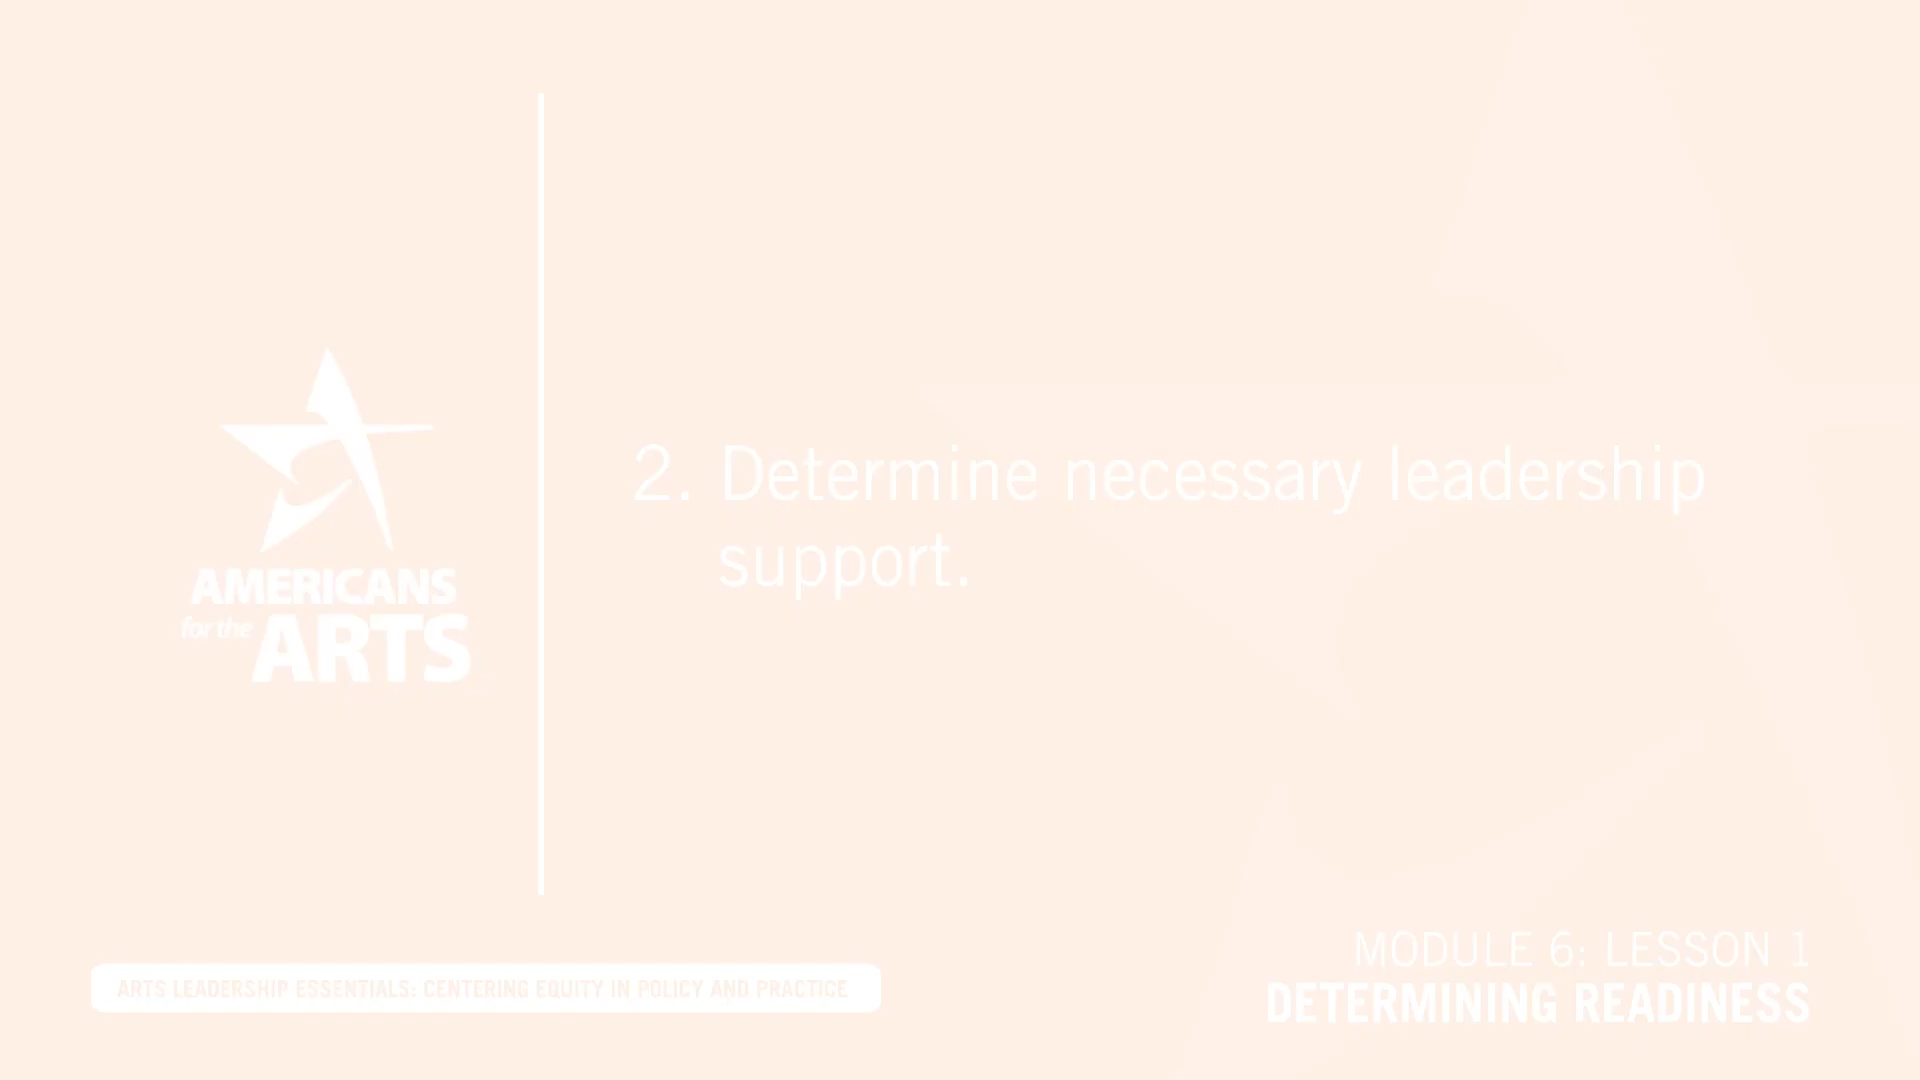 2. Determine necessary leadership
support.
AMERICANS
for the
ARTS
ARTS LEADERSHIP ESSENTIALS: CENTERING EQUITY IN POLICY AND PRACTICE
MODULE 6: LESSON 1
DETERMINING READINESS